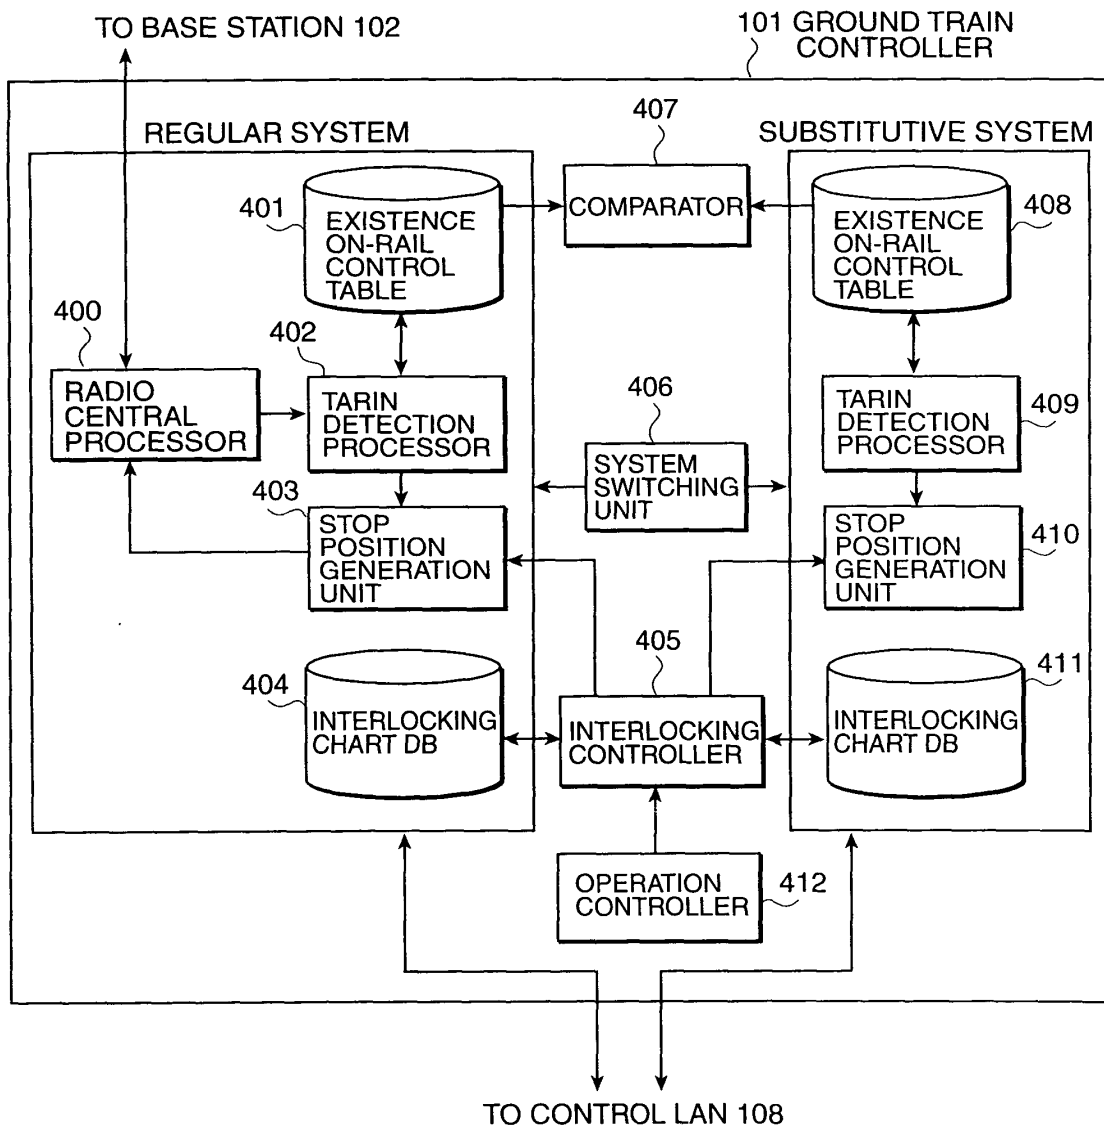 TO BASE STATION 102
101 GROUND TRAIN
CONTROLLER
REGULAR SYSTEM
407
SUBSTITUTIVE SYSTEM
401
EXISTENCE
ON-RAIL
CONTROL
TABLE
COMPARATOR
EXISTENCE
ON-RAIL
CONTROL
TABLE
408
400
RADIO
CENTRAL
PROCESSOR
402
TARIN
DETECTION
PROCESSOR
406
SYSTEM
SWITCHING
UNIT
TARIN
DETECTION
PROCESSOR
409
403
STOP
POSITION
GENERATION
UNIT
STOP
POSITION
GENERATION
UNIT
410
404
INTERLOCKING
CHART DB
405
INTERLOCKING
CONTROLLER
INTERLOCKING
CHART DB
411
OPERATION
CONTROLLER
412
TO CONTROL LAN 108